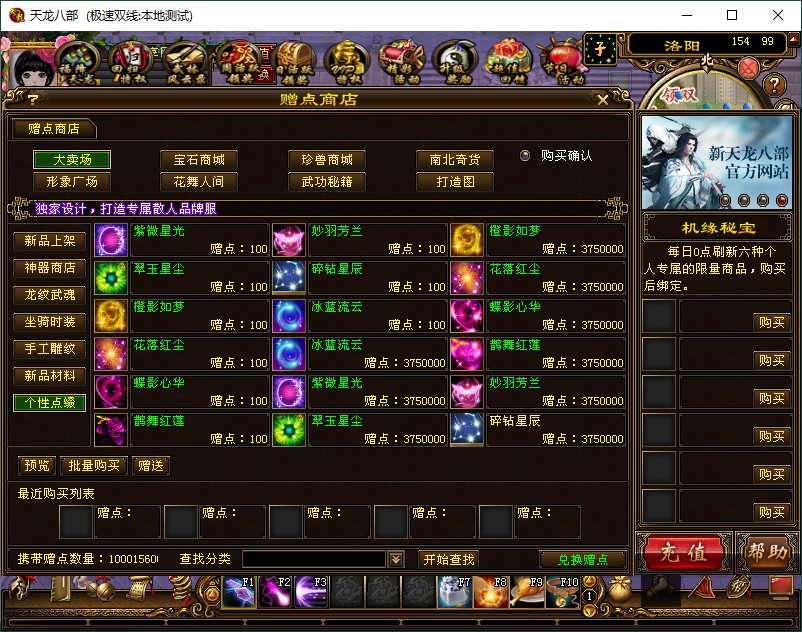 天龙八部 (极速双线:本地测试)
洛阳 154 99
北
赠点商店
赠点商店
大卖场 宝石商城 珍兽商城 南北奇货 购买确认
形象广场 花舞人间 武功秘籍 打造图
独家设计，打造专属散人品牌服
新品上架
神器商店
龙纹武魂
坐骑时装
手工雕纹
新品材料
个性点缀
紫微星光 妙羽芳兰 橙影如梦
赠点：100 赠点：100 赠点：3750000
翠玉星尘 碎钻星辰 花落红尘
赠点：100 赠点：100 赠点：3750000
橙影如梦 冰蓝流云 蝶影心华
赠点：100 赠点：100 赠点：3750000
花落红尘 冰蓝流云 鹊舞红莲
赠点：100 赠点：3750000 赠点：3750000
蝶影心华 紫微星光 妙羽芳兰
赠点：100 赠点：3750000 赠点：3750000
鹊舞红莲 翠玉星尘 碎钻星辰
赠点：100 赠点：3750000 赠点：3750000
预览 批量购买 赠送
最近购买列表
赠点： 赠点： 赠点： 赠点： 赠点：
携带赠点数量：10001560 查找分类 开始查找 兑换赠点
新天龙八部
官方网站
机缘秘宝
每日0点刷新六种个
人专属的限量商品，购买
后绑定。
购买
购买
购买
购买
购买
购买
充值 帮助
F1 F2 F3 F7 F8 F9 F10 1